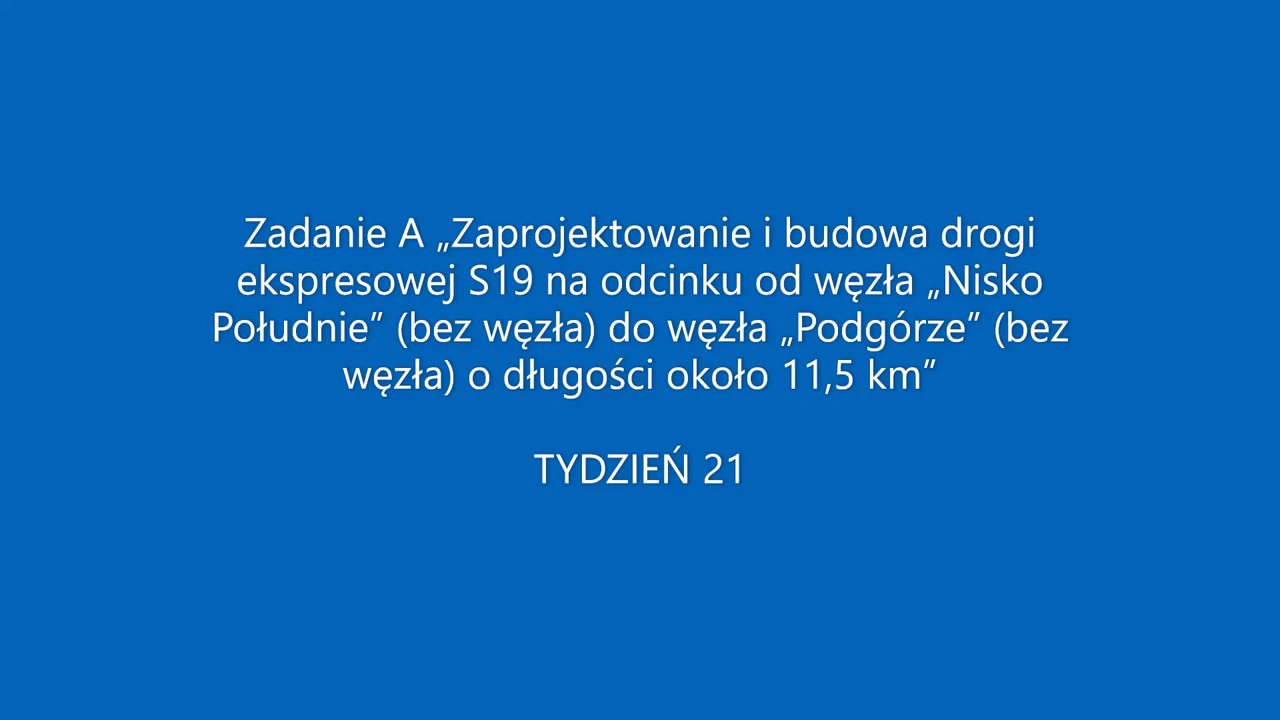 Zadanie A „Zaprojektowanie i budowa drogi
ekspresowej S19 na odcinku od węzła „Nisko
Południe” (bez węzła) do węzła „Podgórze” (bez
węzła) o długości około 11,5 km”
TYDZIEŃ 21